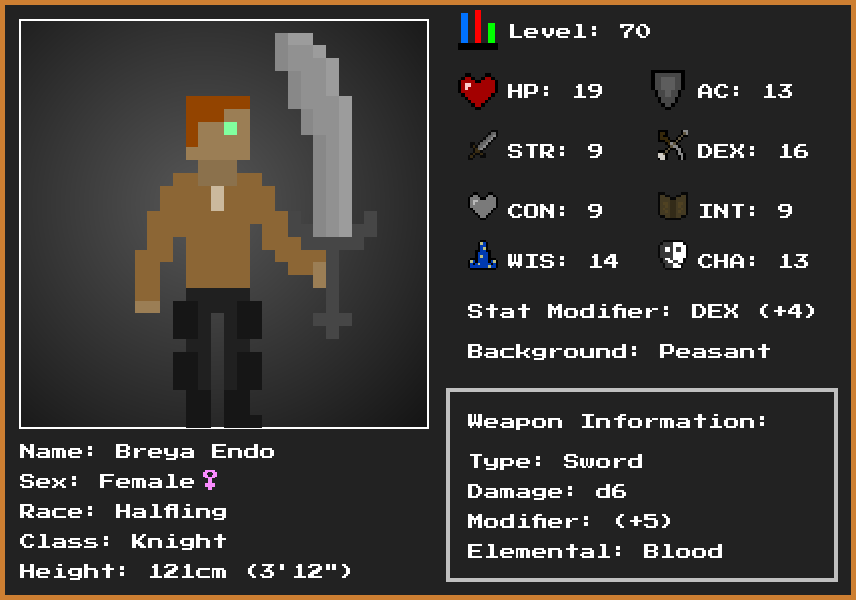 Level: 70
HP: 19
AC: 13
STR: 9
DEX: 16
CON: 9
INT: 9
WIS: 14
CHA: 13
Stat Modifier: DEX (+4)
Background: Peasant
Weapon Information:
Type: Sword
Damage: d6
Modifier: (+5)
Elemental: Blood
Name: Breya Endo
Sex: Female♀
Race: Halfling
Class: Knight
Height: 121cm (3'12")